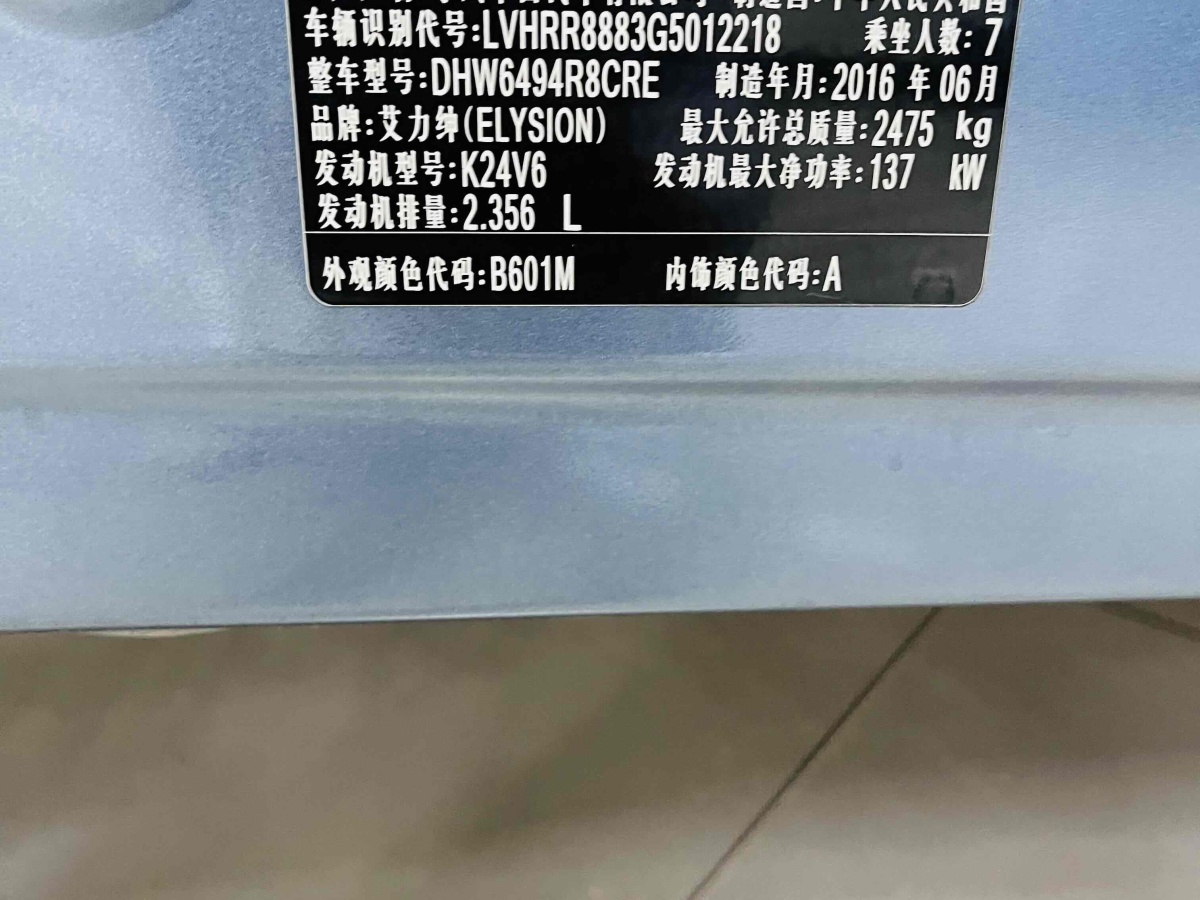 车辆识别代号:LVHRR8883G5012218 乘坐人数:7
整车型号:DHW6494R8CRE 制造年月:2016 年 06 月
品牌:艾力绅(ELYSION) 最大允许总质量:2475 kg
发动机型号:K24V6 发动机最大净功率:137 kW
发动机排量:2.356 L
外观颜色代码:B601M 内饰颜色代码:A